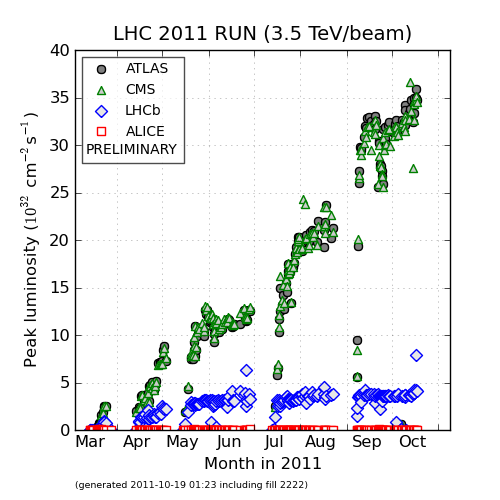 LHC 2011 RUN (3.5 TeV/beam)
Peak luminosity (10³² cm⁻² s⁻¹)
40
35
30
25
20
15
10
5
0
ATLAS
CMS
LHCb
ALICE
PRELIMINARY
Mar Apr May Jun Jul Aug Sep Oct
Month in 2011
(generated 2011-10-19 01:23 including fill 2222)